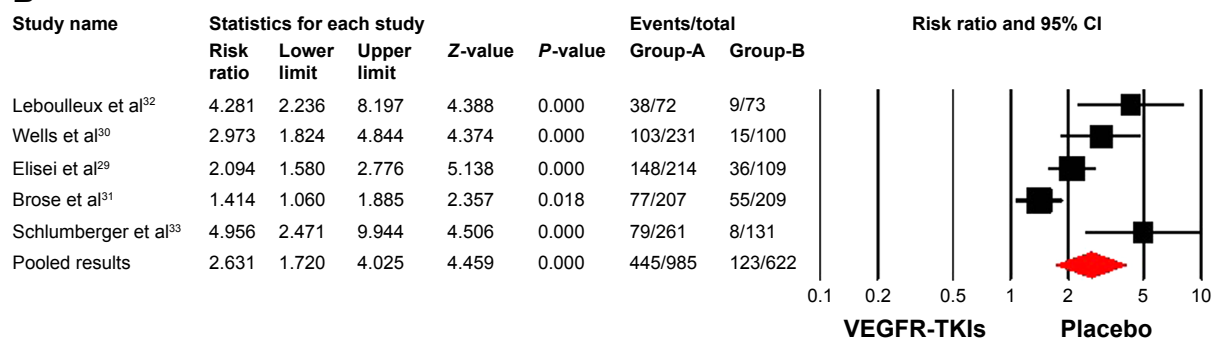 B
Study name Statistics for each study Events/total Risk ratio and 95% CI
Risk ratio Lower limit Upper limit Z-value P-value Group-A Group-B
Leboulleux et al³² 4.281 2.236 8.197 4.388 0.000 38/72 9/73
Wells et al³⁰ 2.973 1.824 4.844 4.374 0.000 103/231 15/100
Elisei et al²⁹ 2.094 1.580 2.776 5.138 0.000 148/214 36/109
Brose et al³¹ 1.414 1.060 1.885 2.357 0.018 77/207 55/209
Schlumberger et al³³ 4.956 2.471 9.944 4.506 0.000 79/261 8/131
Pooled results 2.631 1.720 4.025 4.459 0.000 445/985 123/622
0.1 0.2 0.5 1 2 5 10
VEGFR-TKIs Placebo